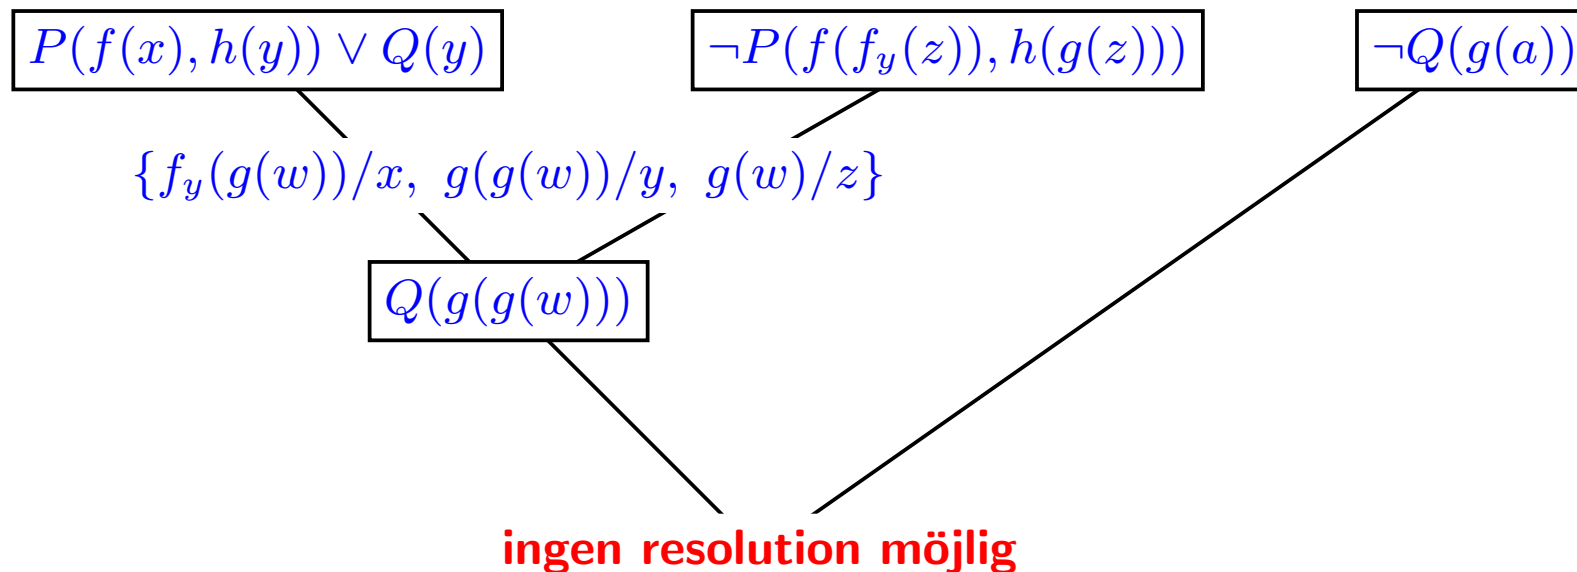 P(f(x), h(y)) ∨ Q(y) ¬P(f(f_y(z)), h(g(z))) ¬Q(g(a))
{f_y(g(w))/x, g(g(w))/y, g(w)/z}
Q(g(g(w)))
ingen resolution möjlig